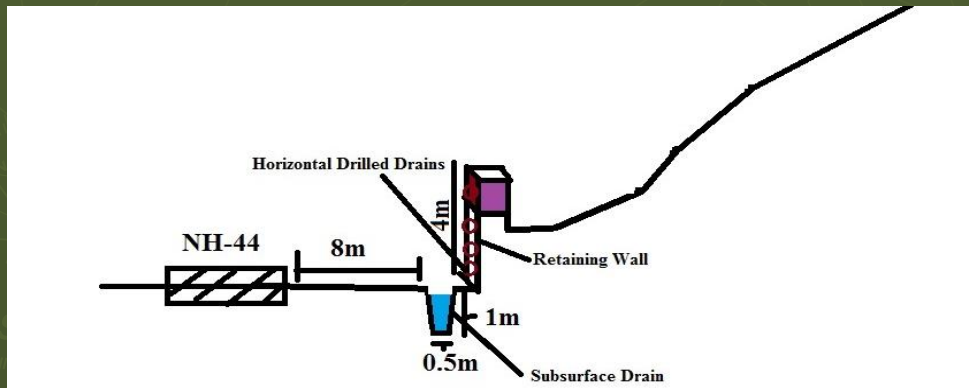 Horizontal Drilled Drains
4m
NH-44
8m
Retaining Wall
1m
0.5m
Subsurface Drain